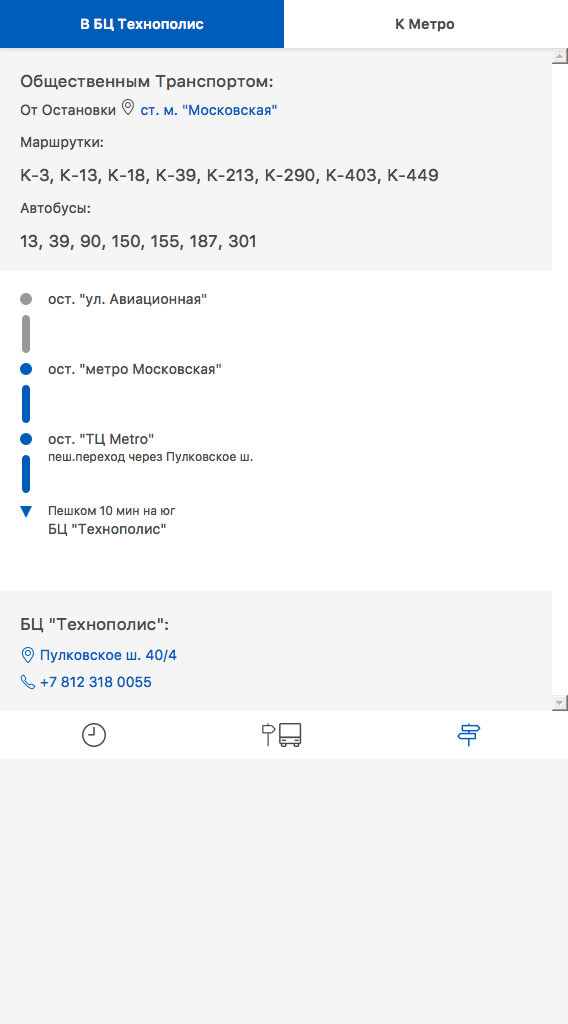 В БЦ Технополис
К Метро
Общественным Транспортом:
От Остановки ст. м. "Московская"
Маршрутки:
К-3, К-13, К-18, К-39, К-213, К-290, К-403, К-449
Автобусы:
13, 39, 90, 150, 155, 187, 301
ост. "ул. Авиационная"
ост. "метро Московская"
ост. "ТЦ Metro"
пеш.переход через Пулковское ш.
Пешком 10 мин на юг
БЦ "Технополис"
БЦ "Технополис":
Пулковское ш. 40/4
+7 812 318 0055